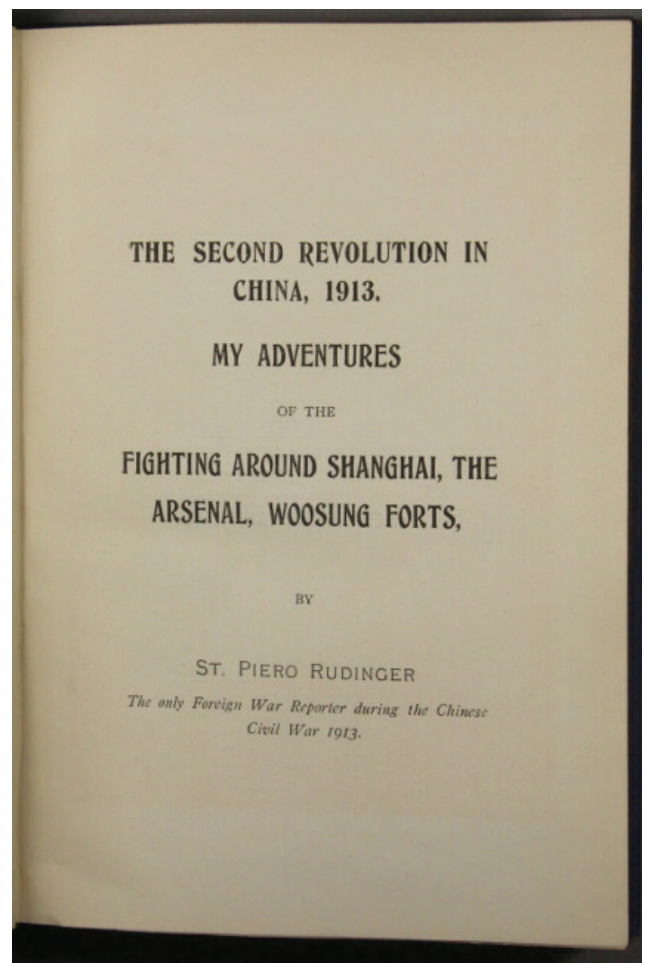 THE SECOND REVOLUTION IN
CHINA, 1913.
MY ADVENTURES
OF THE
FIGHTING AROUND SHANGHAI, THE
ARSENAL, WOOSUNG FORTS,
BY
ST. PIERO RUDINGER
The only Foreign War Reporter during the Chinese
Civil War 1913.